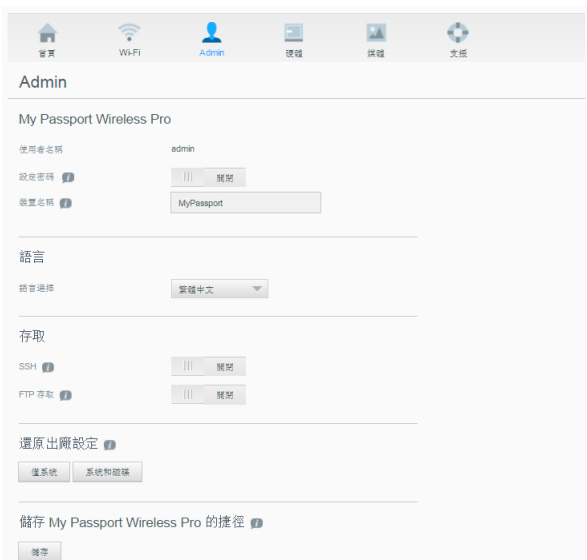 首頁 Wi-Fi Admin 硬體 媒體 支援
Admin
My Passport Wireless Pro
使用者名稱 admin
設定密碼 關閉
裝置名稱 MyPassport
語言
語言選擇 繁體中文
存取
SSH 關閉
FTP 存取 關閉
還原出廠設定
僅系統 系統和磁碟
儲存 My Passport Wireless Pro 的捷徑
儲存